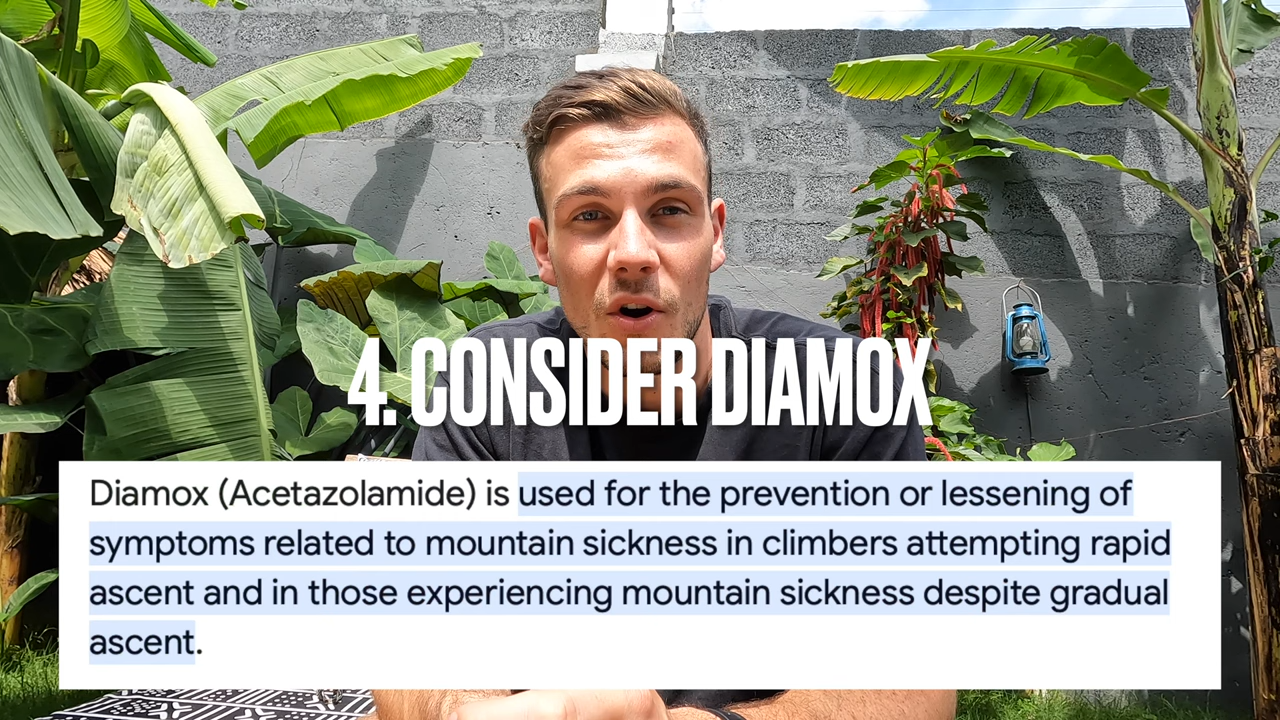 4. CONSIDER DIAMOX
Diamox (Acetazolamide) is used for the prevention or lessening of
symptoms related to mountain sickness in climbers attempting rapid
ascent and in those experiencing mountain sickness despite gradual
ascent.